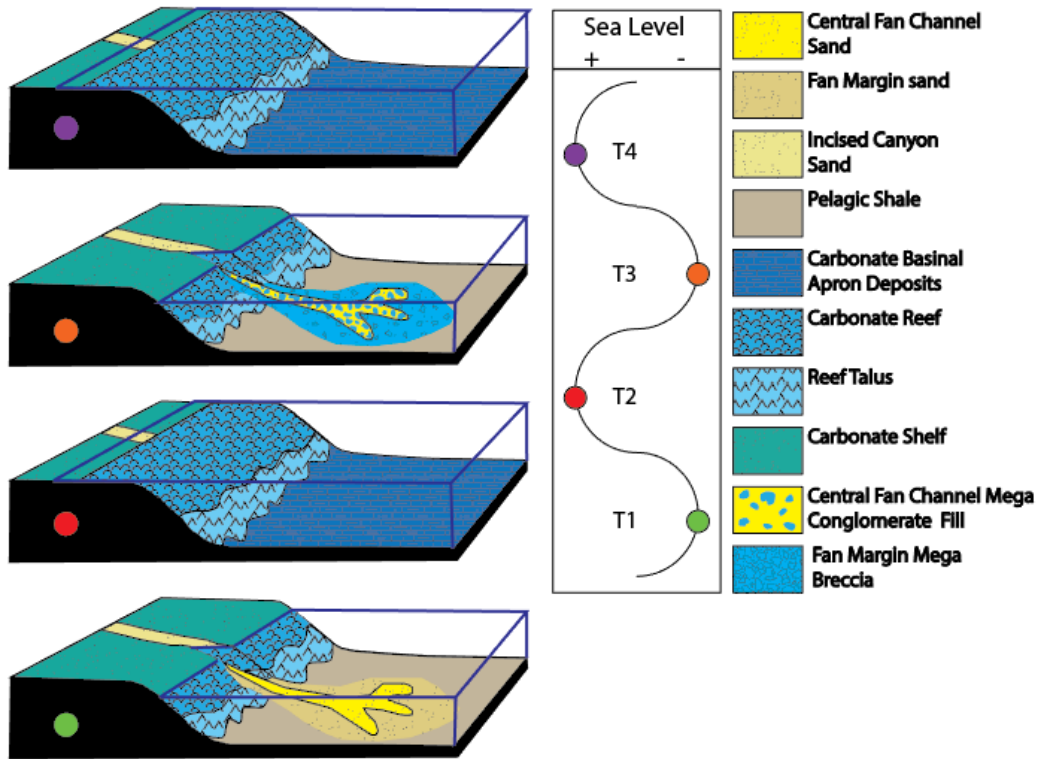 Sea Level
+ -
T4
T3
T2
T1
Central Fan Channel
Sand
Fan Margin sand
Incised Canyon
Sand
Pelagic Shale
Carbonate Basinal
Apron Deposits
Carbonate Reef
Reef Talus
Carbonate Shelf
Central Fan Channel Mega
Conglomerate Fill
Fan Margin Mega
Breccia